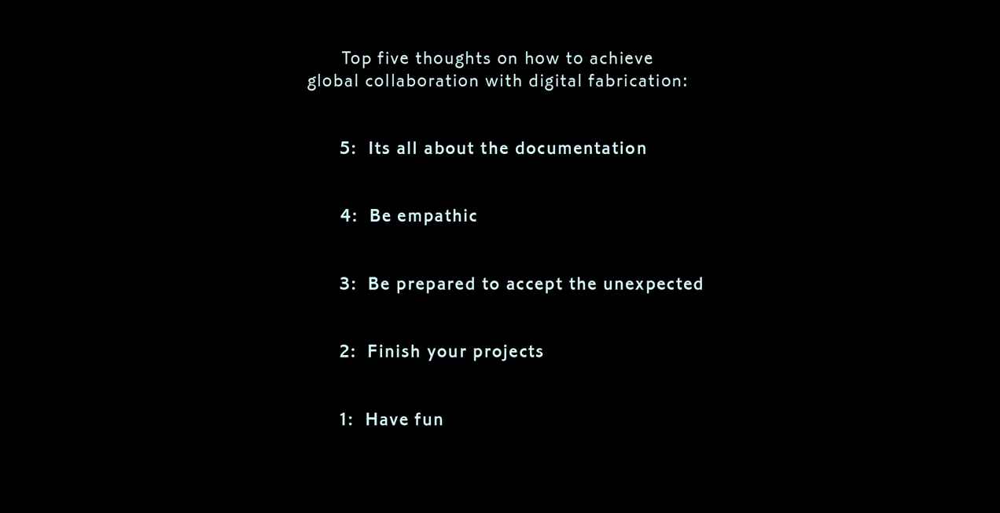 Top five thoughts on how to achieve
global collaboration with digital fabrication:
5: Its all about the documentation
4: Be empathic
3: Be prepared to accept the unexpected
2: Finish your projects
1: Have fun